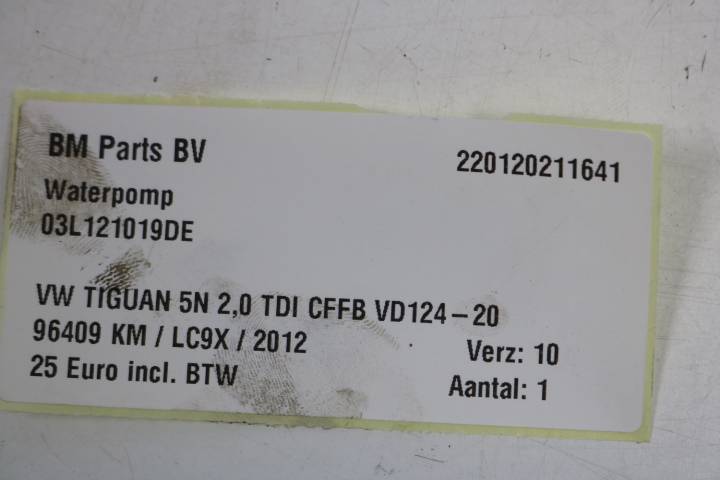 BM Parts BV
220120211641
Waterpomp
03L121019DE
VW TIGUAN 5N 2,0 TDI CFFB VD124-20
96409 KM / LC9X / 2012
Verz: 10
25 Euro incl. BTW
Aantal: 1